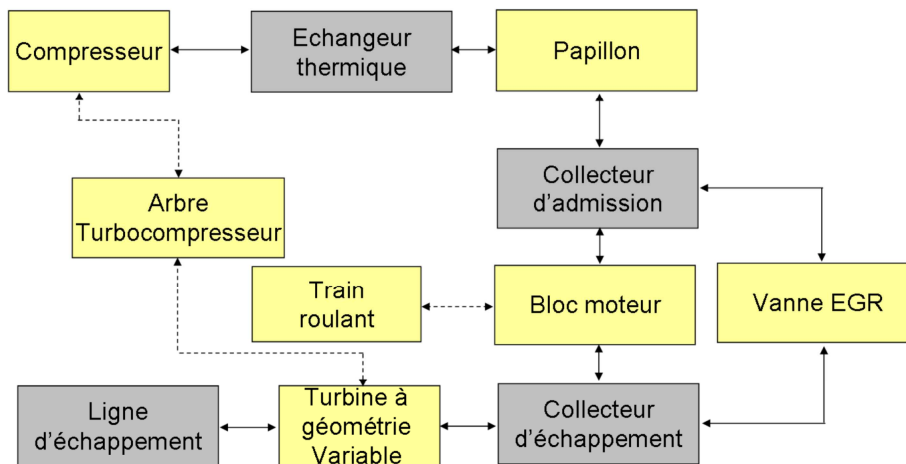 Compresseur
Echangeur
thermique
Papillon
Collecteur
d'admission
Arbre
Turbocompresseur
Train
roulant
Bloc moteur
Vanne EGR
Ligne
d'échappement
Turbine à
géométrie
Variable
Collecteur
d'échappement